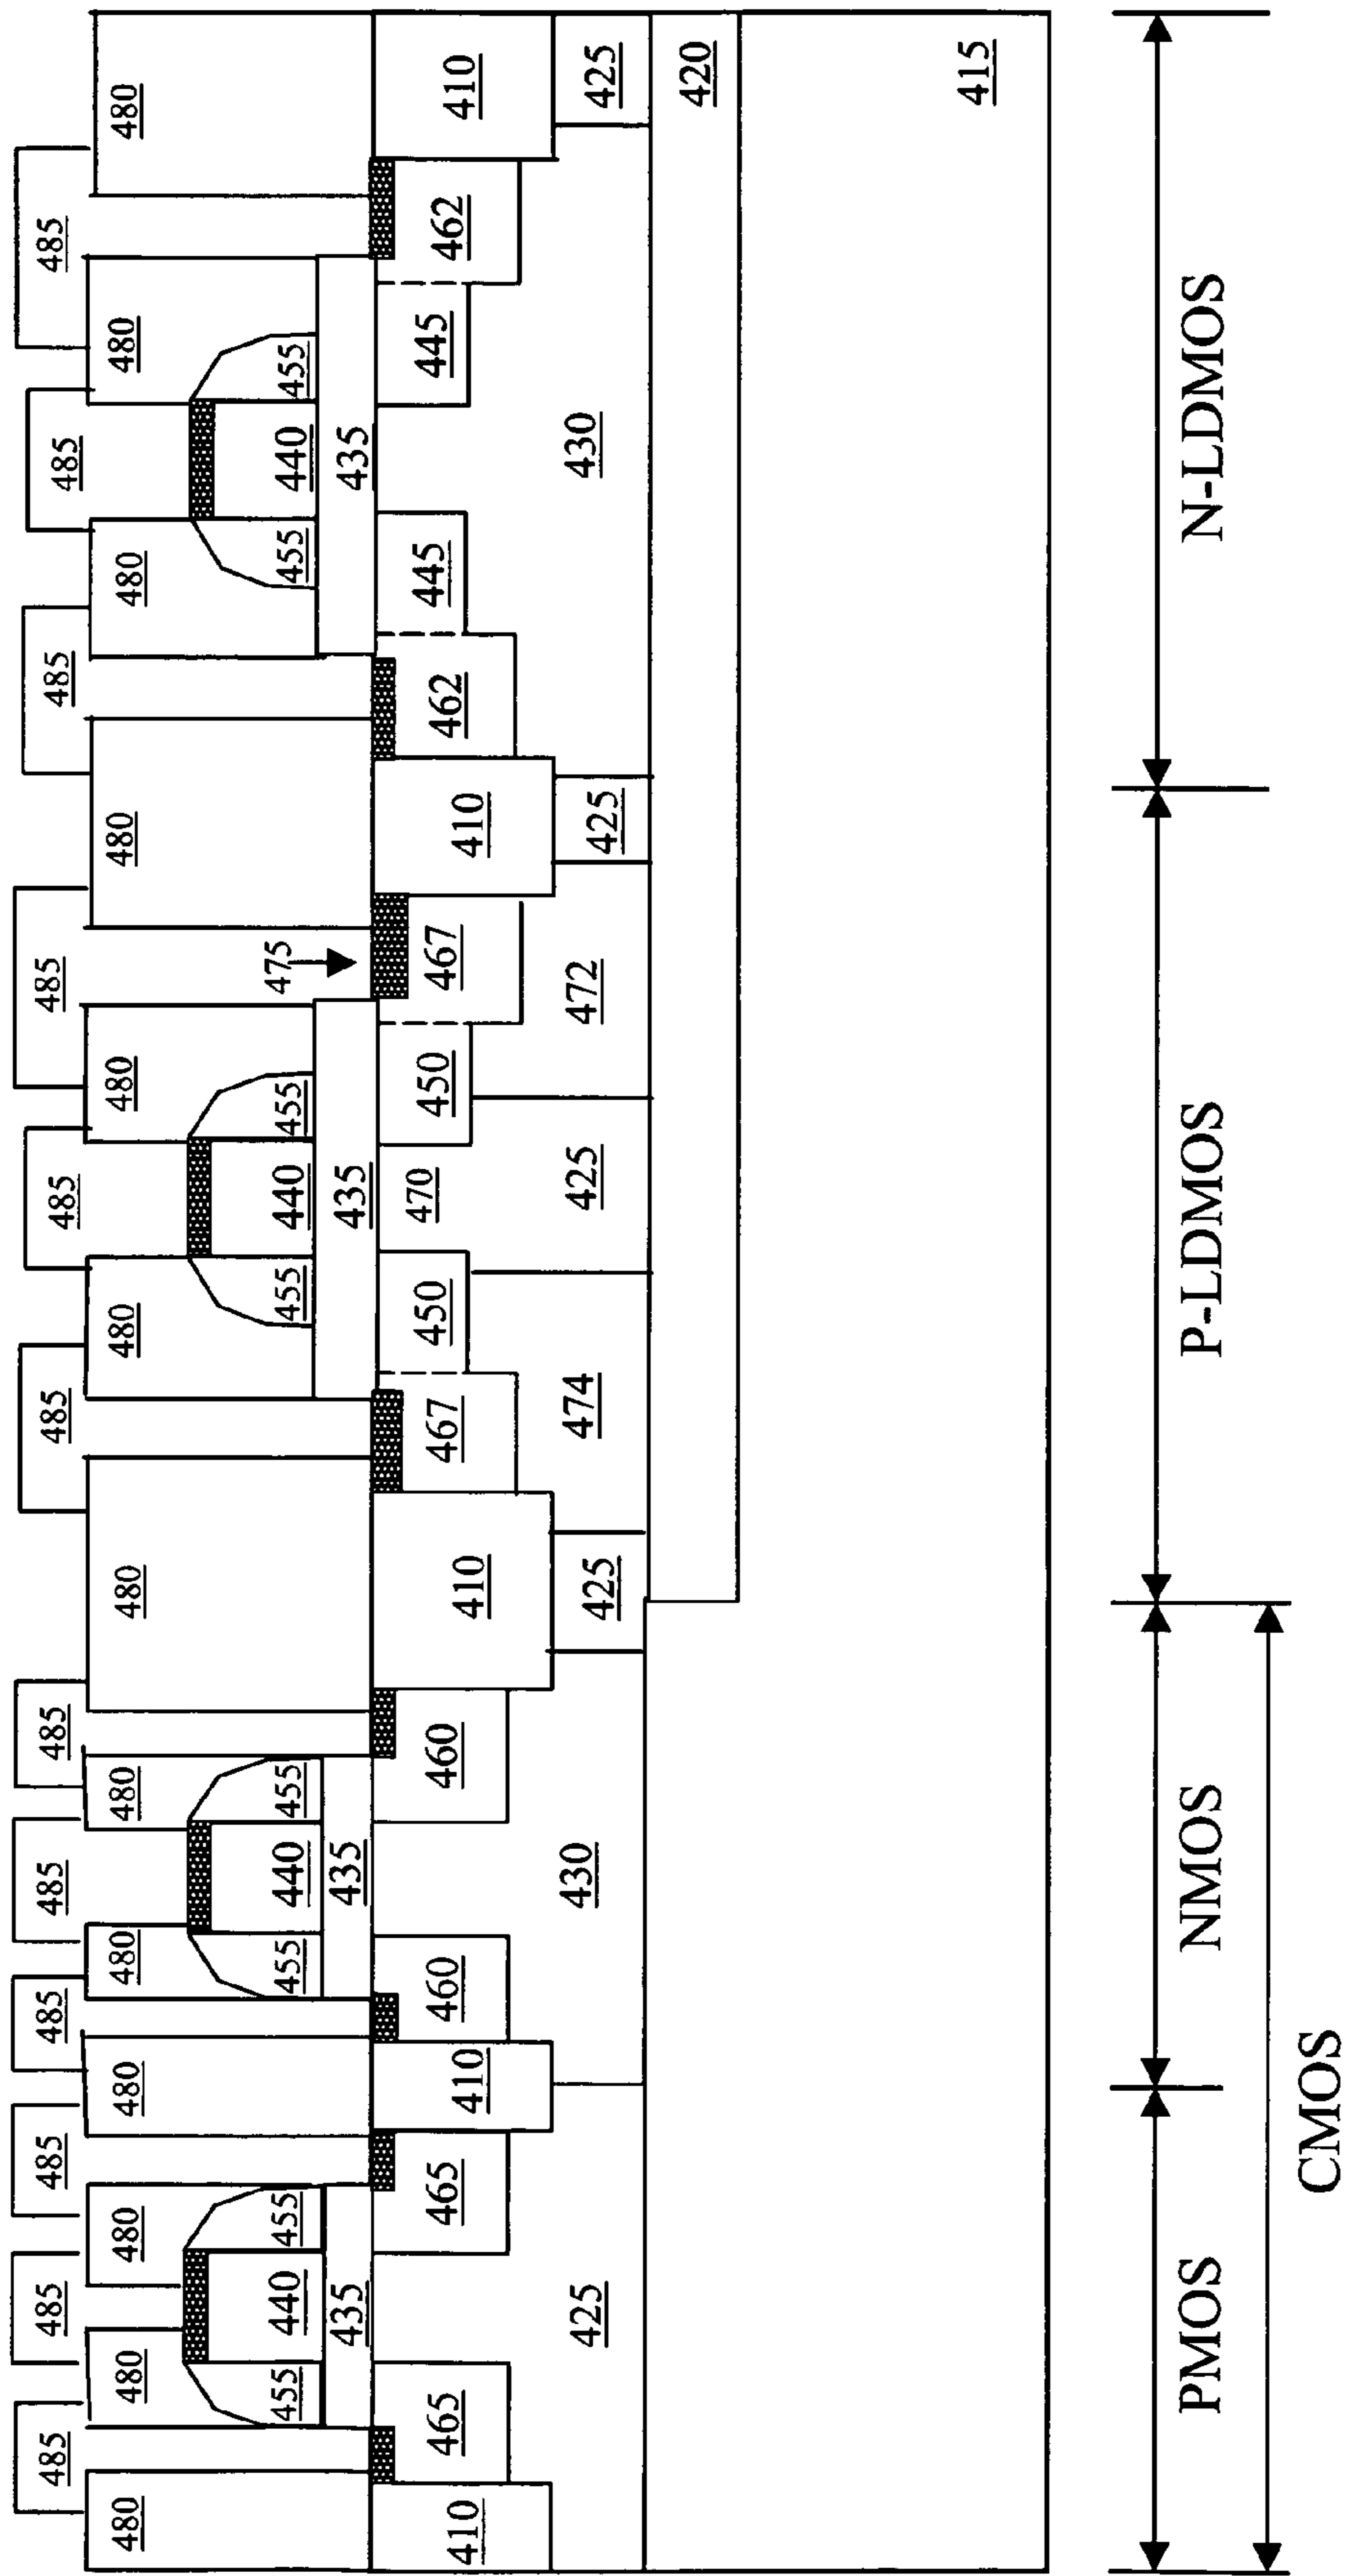 485 485 485 485 485 485 485 485 485 485 485 485
480 480 480 480 480 480 480 480 480 480 480 480 480
455 455 455 455 455 455 475 455 455
440 440 440 440
435 435 435 435
410 465 465 410 460 460 410 467 450 470 450 467 410 462 445 445 462 410
425 430 425 474 425 472 425 430 425
420
415
PMOS NMOS P-LDMOS N-LDMOS
CMOS